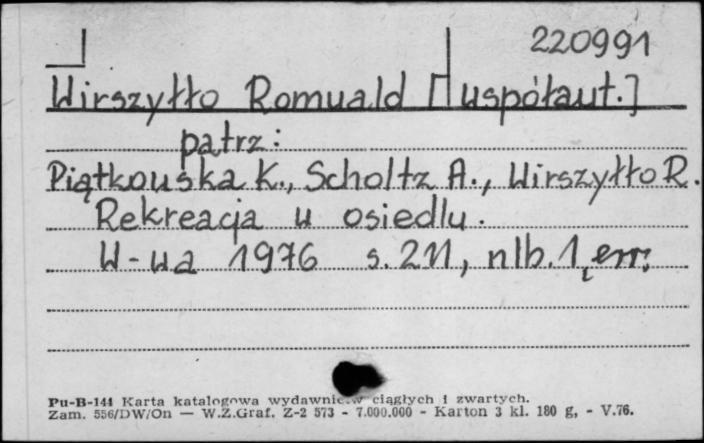 220991
Wirszyłło Romuald [współaut.]
patrz:
Piątkowska K., Scholtz A., Wirszyłło R.
Rekreacja w osiedlu.
W-wa 1976 s. 211, nlb. 1, err.
Pu-B-144 Karta katalogowa wydawnictw ciągłych i zwartych.
Zam. 556/DW/On — W.Z.Graf. Z-2 573 - 7.000.000 - Karton 3 kl. 180 g, - V.76.